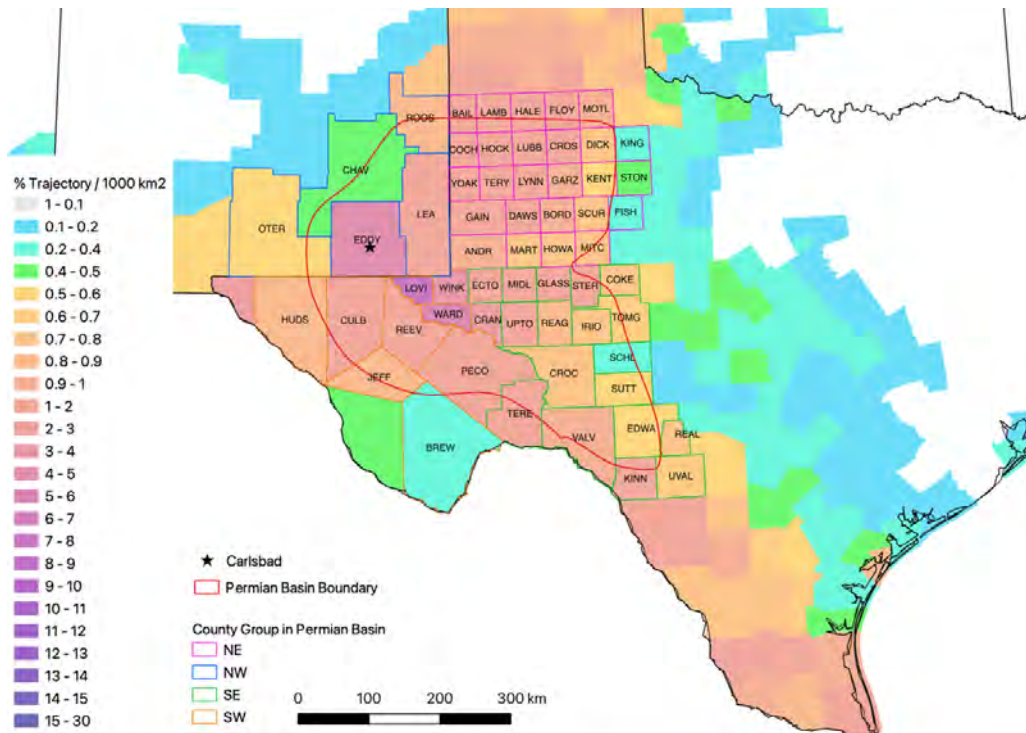 BAIL LAMB HALE FLOY MOTL
ROOS
COCH HOCK LUBB CROS DICK KING
CHAV
YOAK TERY LYNN GARZ KENT STON
% Trajectory / 1000 km2
1 - 0.1
0.1 - 0.2
0.2 - 0.4
0.4 - 0.5
0.5 - 0.6
0.6 - 0.7
0.7 - 0.8
0.8 - 0.9
0.9 - 1
1 - 2
2 - 3
3 - 4
4 - 5
5 - 6
6 - 7
7 - 8
8 - 9
9 - 10
10 - 11
11 - 12
12 - 13
13 - 14
14 - 15
15 - 30
OTER EDDY LEA GAIN DAWS BORD SCUR FISH
ANDR MART HOWA MITC
LOVI WINK ECTO MIDL GLASS STER COKE
HUDS CULB REEV WARD CRAN UPTO REAG IRIO TOMG
SCHL
JEFF PECO CROC SUTT
TERE
BREW VALV EDWA REAL
KINN UVAL
Carlsbad
Permian Basin Boundary
County Group in Permian Basin
NE
NW
SE
SW
0 100 200 300 km